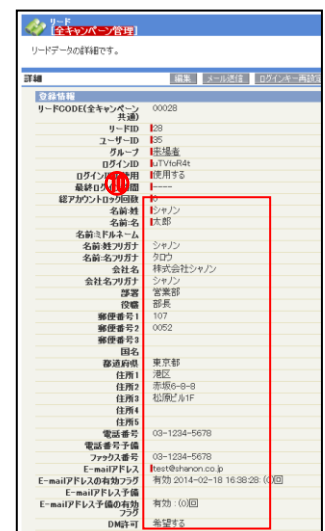 リード
[全キャンペーン管理]
リードデータの詳細です。
詳細 編集 メール送信 ログインキー再設定
登録情報
リードCODE(全キャンペーン共通) 00028
リードID 28
ユーザーID 35
グループ 来場者
ログインID uTVfoR4t
ログイン 使用 使用する
最終ログ 間 ----
総アカウントロック回数
名前:姓 シャノン
名前:名 太郎
名前:ミドルネーム
名前:姓フリガナ シャノン
名前:名フリガナ タロウ
会社名 株式会社シャノン
会社名フリガナ シャノン
部署 営業部
役職 部長
郵便番号1 107
郵便番号2 0052
郵便番号3
国名
都道府県 東京都
住所1 港区
住所2 赤坂6-8-8
住所3 松原ビル1F
住所4
住所5
電話番号 03-1234-5678
電話番号予備
ファックス番号 03-1234-5678
E-mailアドレス test@shanon.co.jp
E-mailアドレスの有効フラグ 有効 2014-02-18 16:38:28: (0)回
E-mailアドレス予備
E-mailアドレス予備の有効フラグ 有効 : (0)回
DM許可 希望する